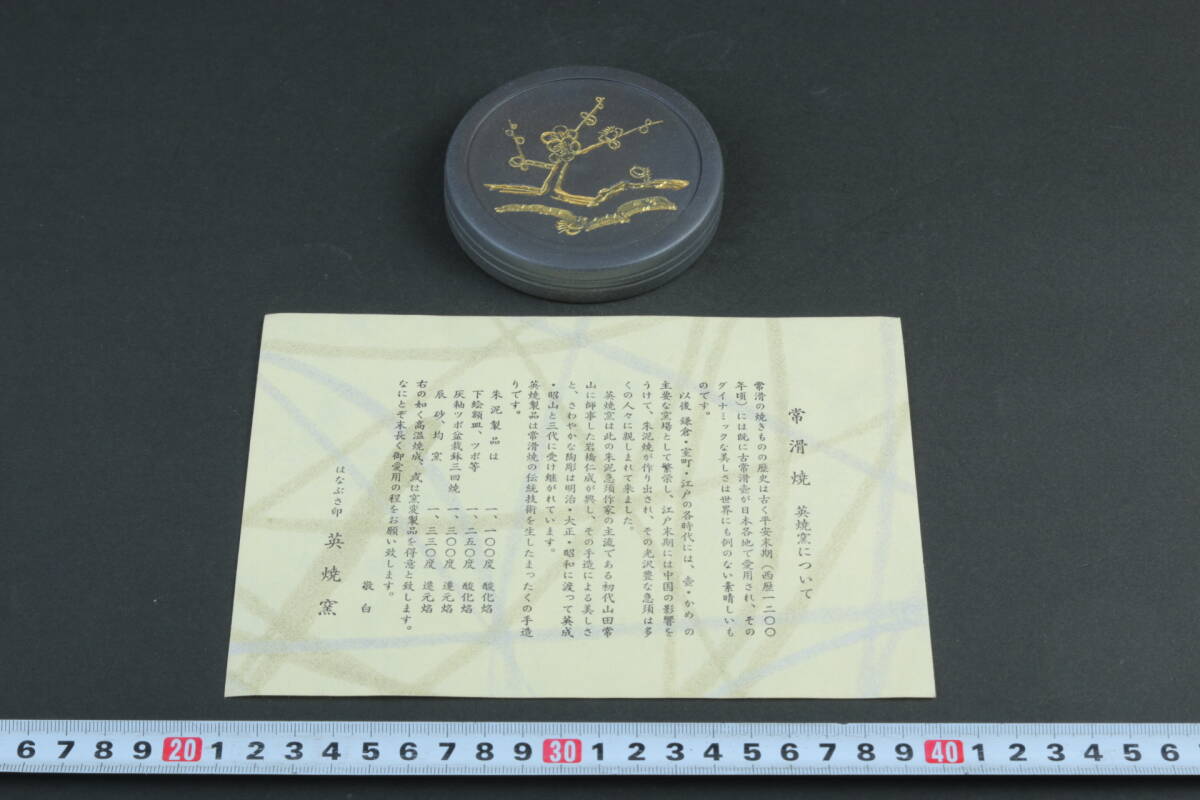 常滑焼 英焼窯について
常滑の焼きものの歴史は古く平安末期(西暦一二〇〇
年頃)には既に古常滑壺が日本各地で愛用され、その
ダイナミックな美しさは世界にも例のない素晴しいも
のです。
以後鎌倉・室町・江戸の各時代には、壺・かめの
主要な窯場として繁栄し、江戸末期には中国の影響を
うけて、朱泥焼が作り出され、その光沢豊な急須は多
くの人々に親しまれて来ました。
英焼窯は此の朱泥急須作家の主流である初代山田常
山に師事した岩橋仁成が興し、その手造による美しさ
と、さわやかな陶彫は明治・大正・昭和に渡つて英成
・昭山と三代に受け継がれています。
英焼製品は常滑焼の伝統技術を生したまったくの手造
りです。
朱泥製品は 一、一〇〇度 酸化焰
下絵額皿、ツボ等 一、二五〇度 酸化焰
灰釉ツボ盆栽鉢三回焼 一、三〇〇度 還元焰
辰砂、均窯 一、三三〇度 還元焰
右の如く高温焼成、或は窯変製品を得意と致します。
なにとぞ末長く御愛用の程をお願い致します。
敬白
はなぶさ印 英焼窯
6 7 8 9 20 1 2 3 4 5 6 7 8 9 30 1 2 3 4 5 6 7 8 9 40 1 2 3 4 5 6